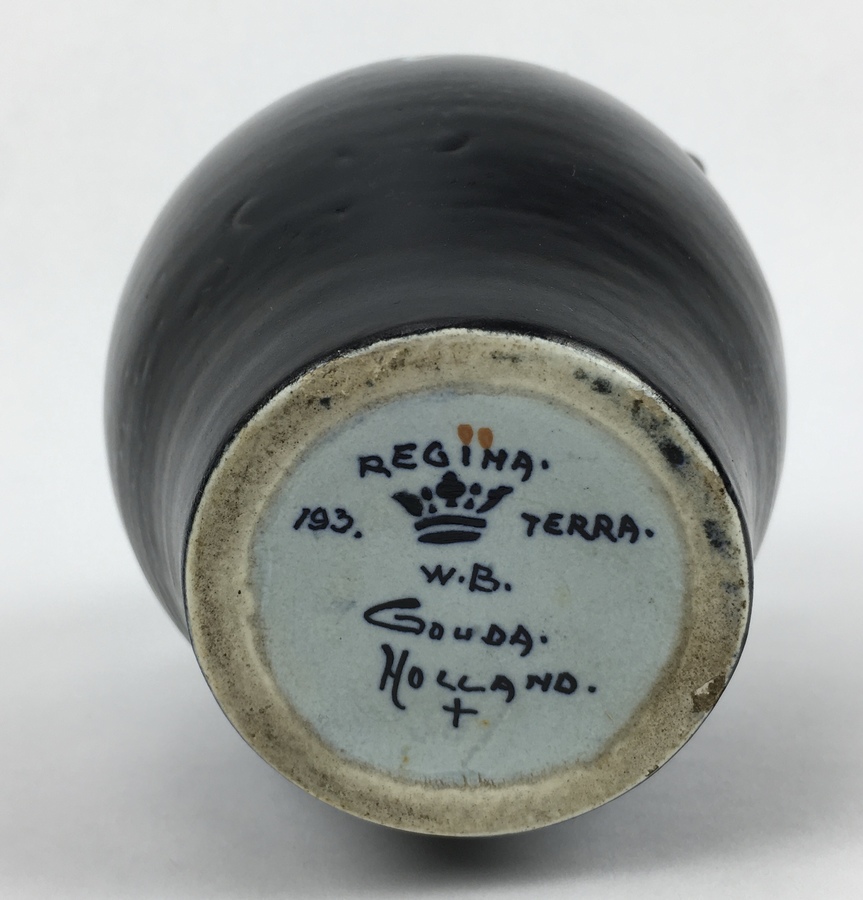 REGINA.
193. TERRA.
W.B.
GOUDA.
HOLLAND.
+